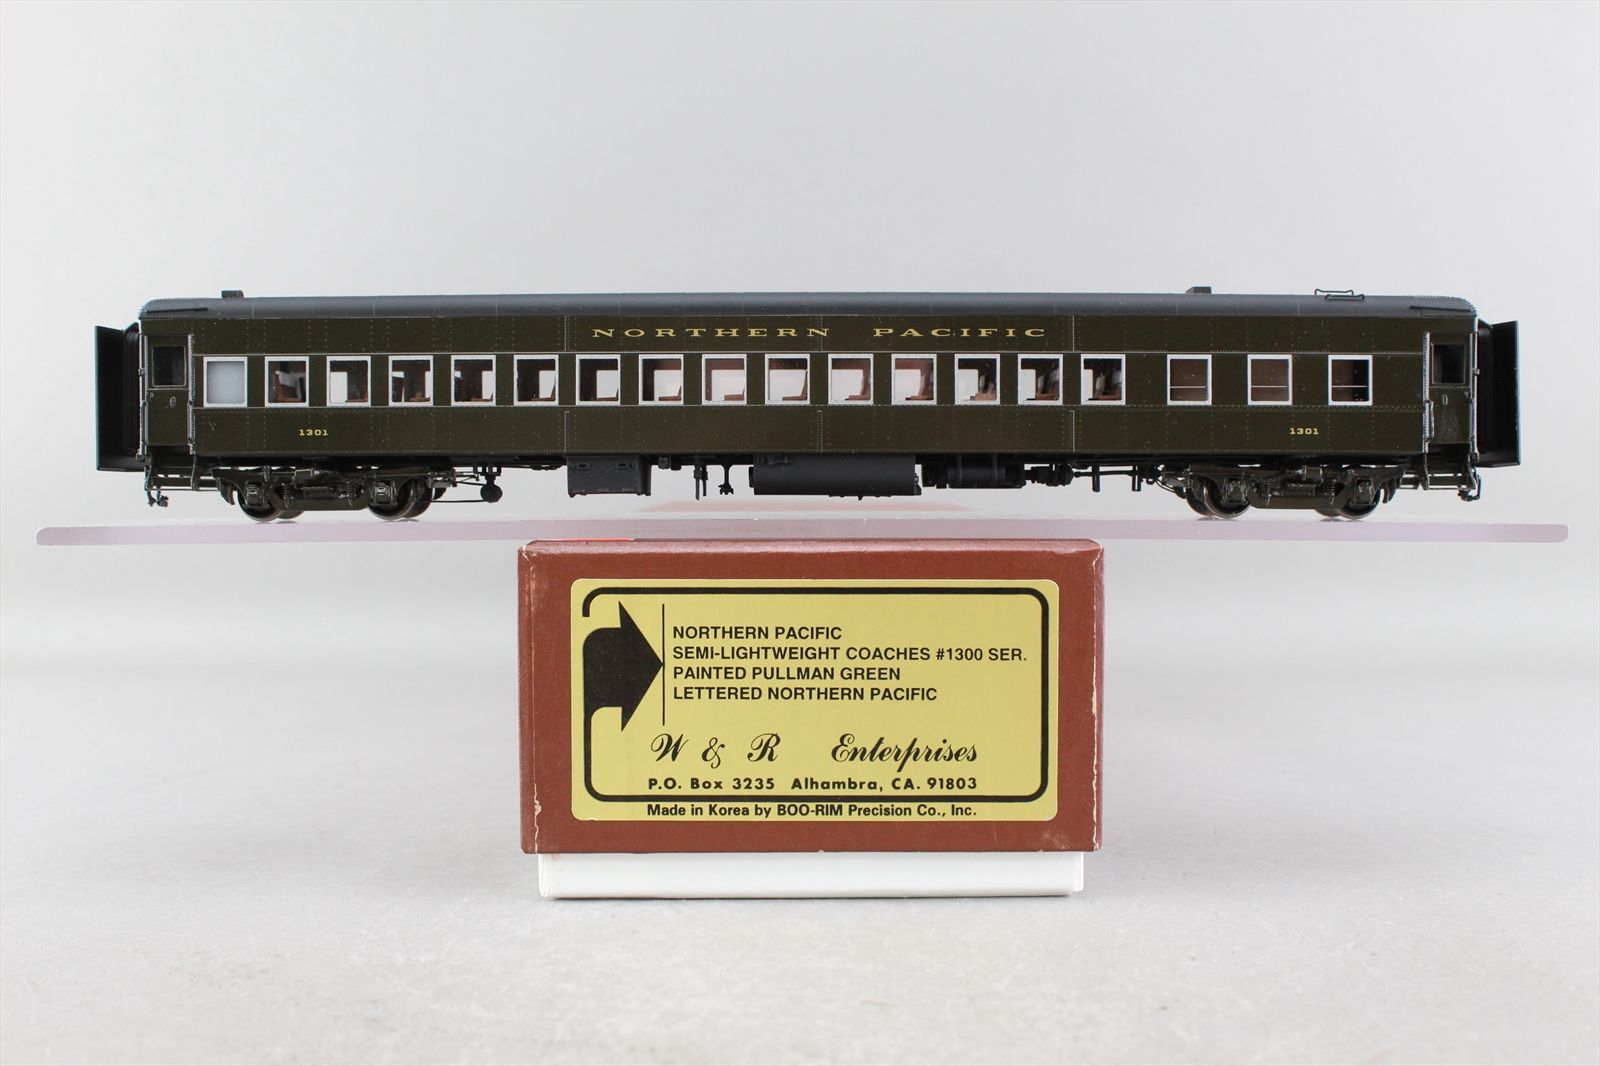 NORTHERN PACIFIC
1301 1301
NORTHERN PACIFIC
SEMI-LIGHTWEIGHT COACHES #1300 SER.
PAINTED PULLMAN GREEN
LETTERED NORTHERN PACIFIC
W & R Enterprises
P.O. Box 3235 Alhambra, CA. 91803
Made in Korea by BOO-RIM Precision Co., Inc.